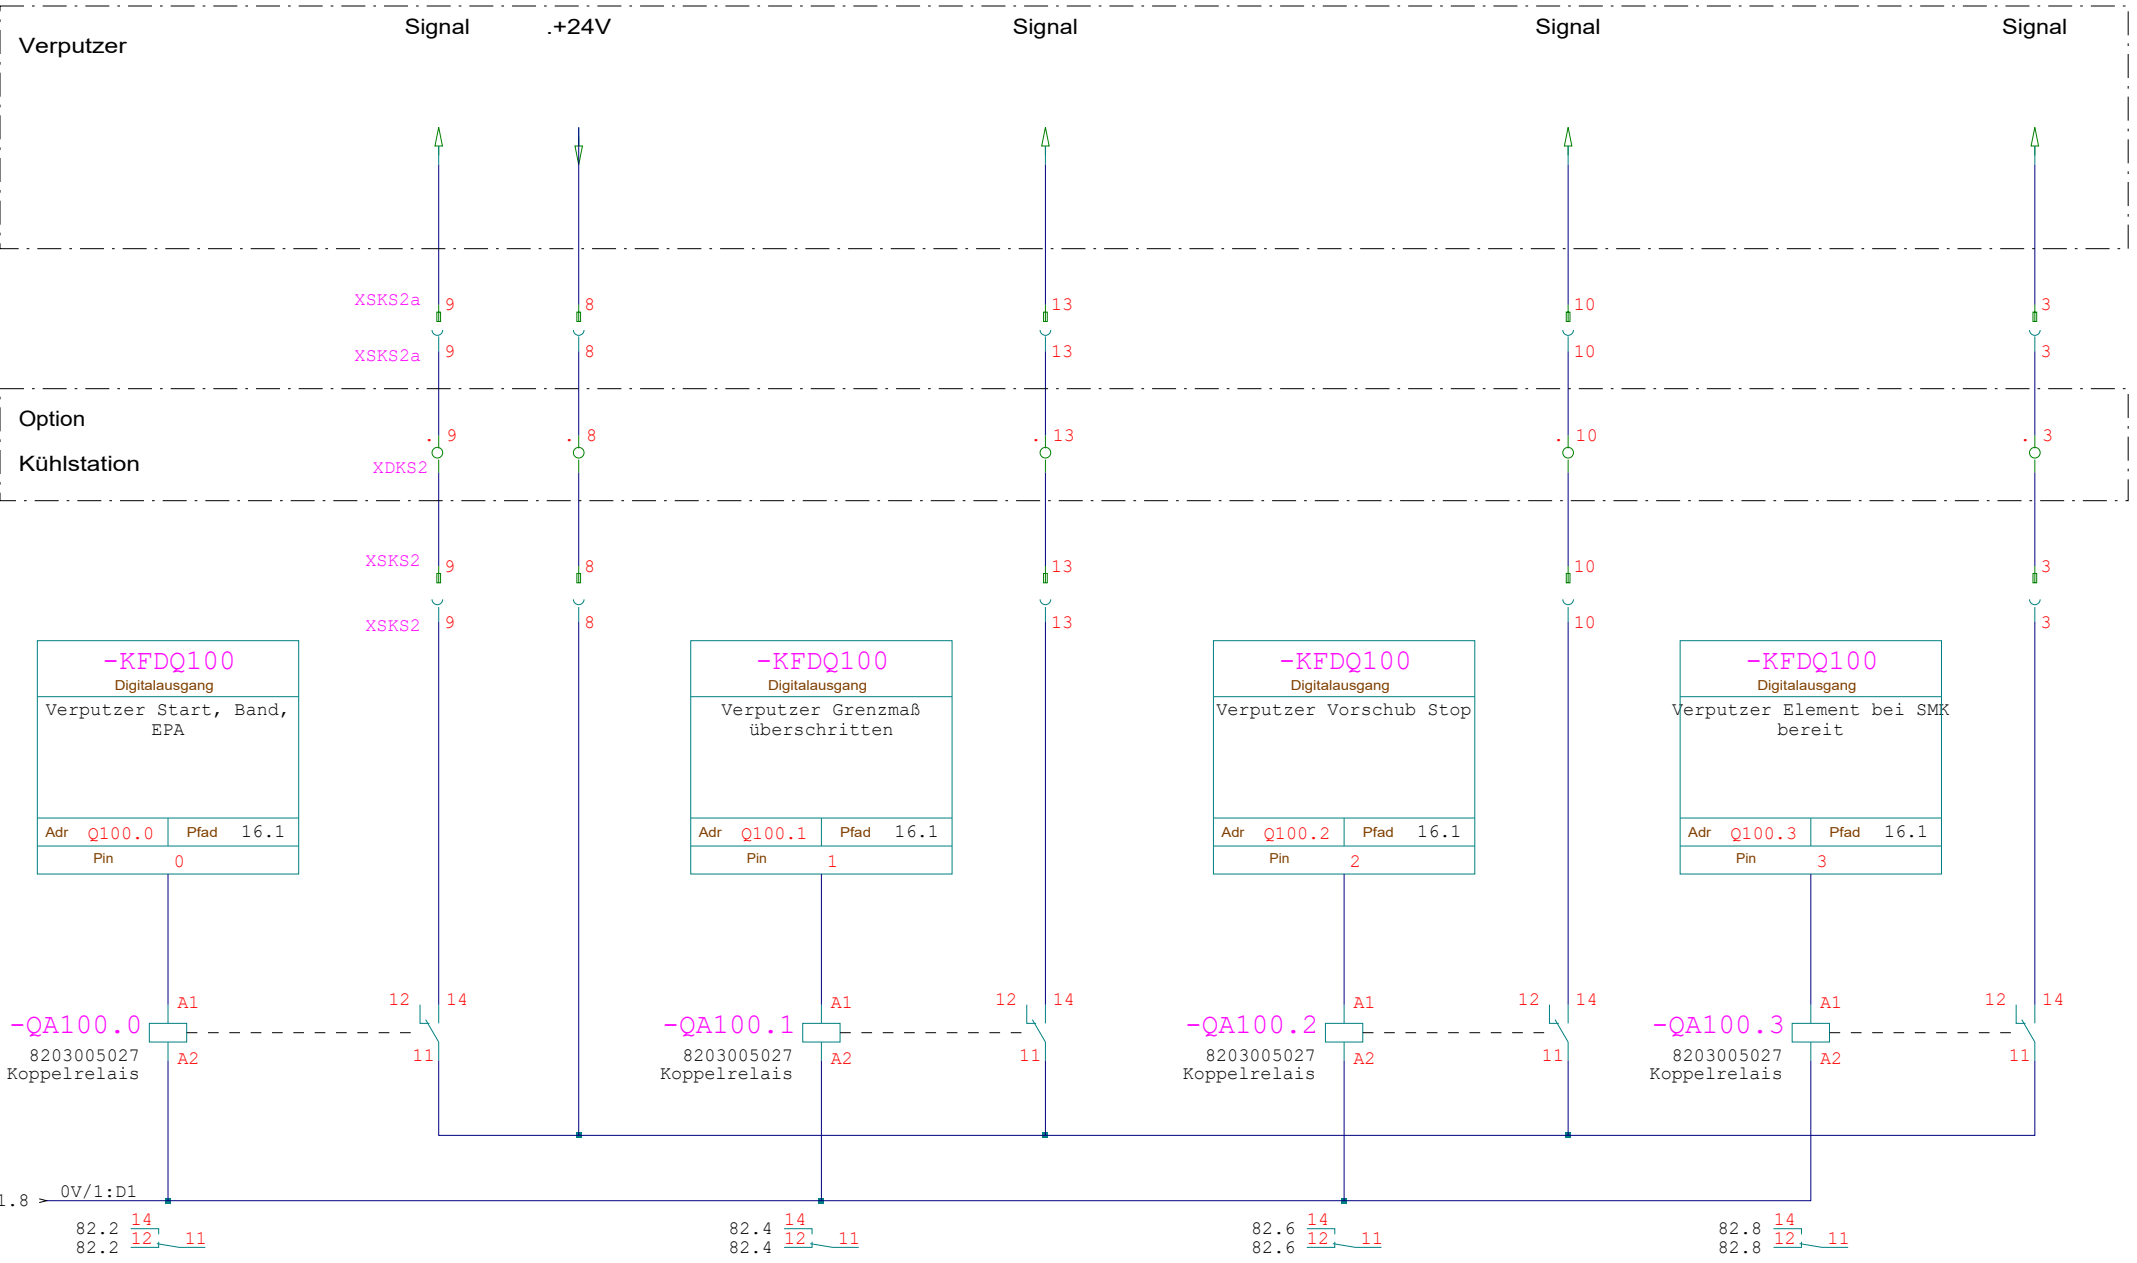 Signal .+24V Signal Signal Signal
Verputzer
XSKS2a 9 8 13 10 3
XSKS2a 9 8 13 10 3
Option
. 9 . 8 . 13 . 10 . 3
Kühlstation XDKS2
XSKS2 9 8 13 10 3
XSKS2 9 8 13 10 3
-KFDQ100 -KFDQ100 -KFDQ100 -KFDQ100
Digitalausgang Digitalausgang Digitalausgang Digitalausgang
Verputzer Start, Band, Verputzer Grenzmaß Verputzer Vorschub Stop Verputzer Element bei SMK
EPA überschritten bereit
Adr Q100.0 Pfad 16.1 Adr Q100.1 Pfad 16.1 Adr Q100.2 Pfad 16.1 Adr Q100.3 Pfad 16.1
Pin 0 Pin 1 Pin 2 Pin 3
A1 12 14 A1 12 14 A1 12 14 A1 12 14
-QA100.0 -QA100.1 -QA100.2 -QA100.3
8203005027 A2 11 8203005027 A2 11 8203005027 A2 11 8203005027 A2 11
Koppelrelais Koppelrelais Koppelrelais Koppelrelais
1.8 > 0V/1:D1
82.2 14 82.4 14 82.6 14 82.8 14
82.2 12 11 82.4 12 11 82.6 12 11 82.8 12 11